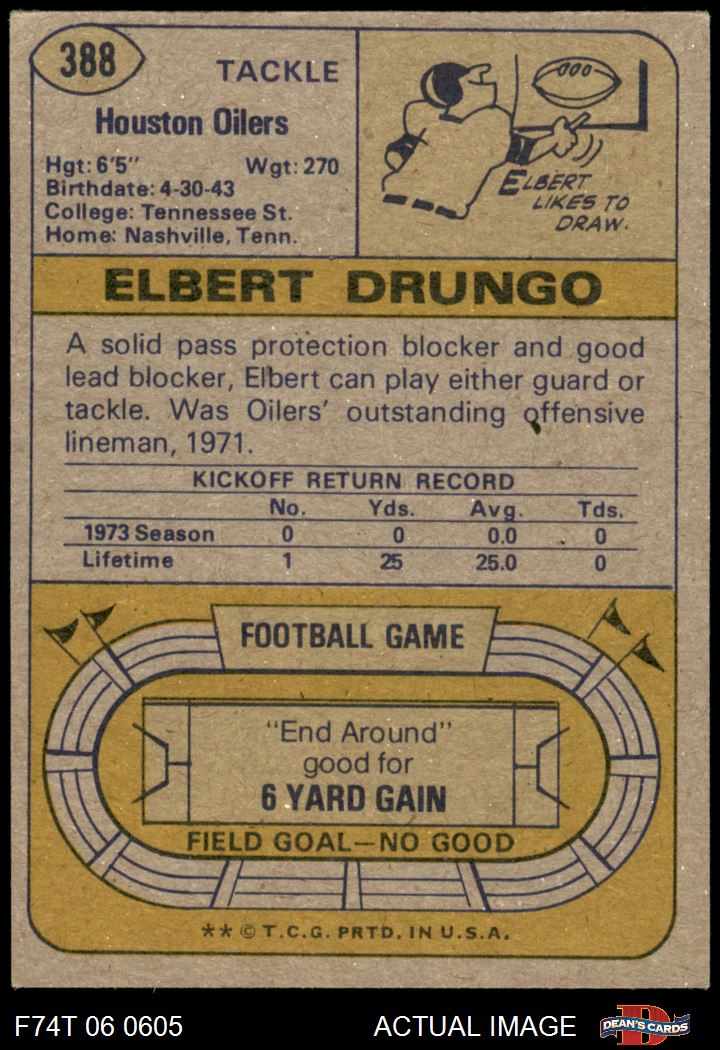 388
TACKLE
Houston Oilers
Hgt: 6'5" Wgt: 270
Birthdate: 4-30-43
College: Tennessee St.
Home: Nashville, Tenn.
ELBERT
LIKES TO
DRAW.
ELBERT DRUNGO
A solid pass protection blocker and good
lead blocker, Elbert can play either guard or
tackle. Was Oilers' outstanding offensive
lineman, 1971.
KICKOFF RETURN RECORD
No. Yds. Avg. Tds.
1973 Season 0 0 0.0 0
Lifetime 1 25 25.0 0
FOOTBALL GAME
"End Around"
good for
6 YARD GAIN
FIELD GOAL—NO GOOD
** © T.C.G. PRTD. IN U.S.A.
F74T 06 0605 ACTUAL IMAGE DEAN'S CARDS